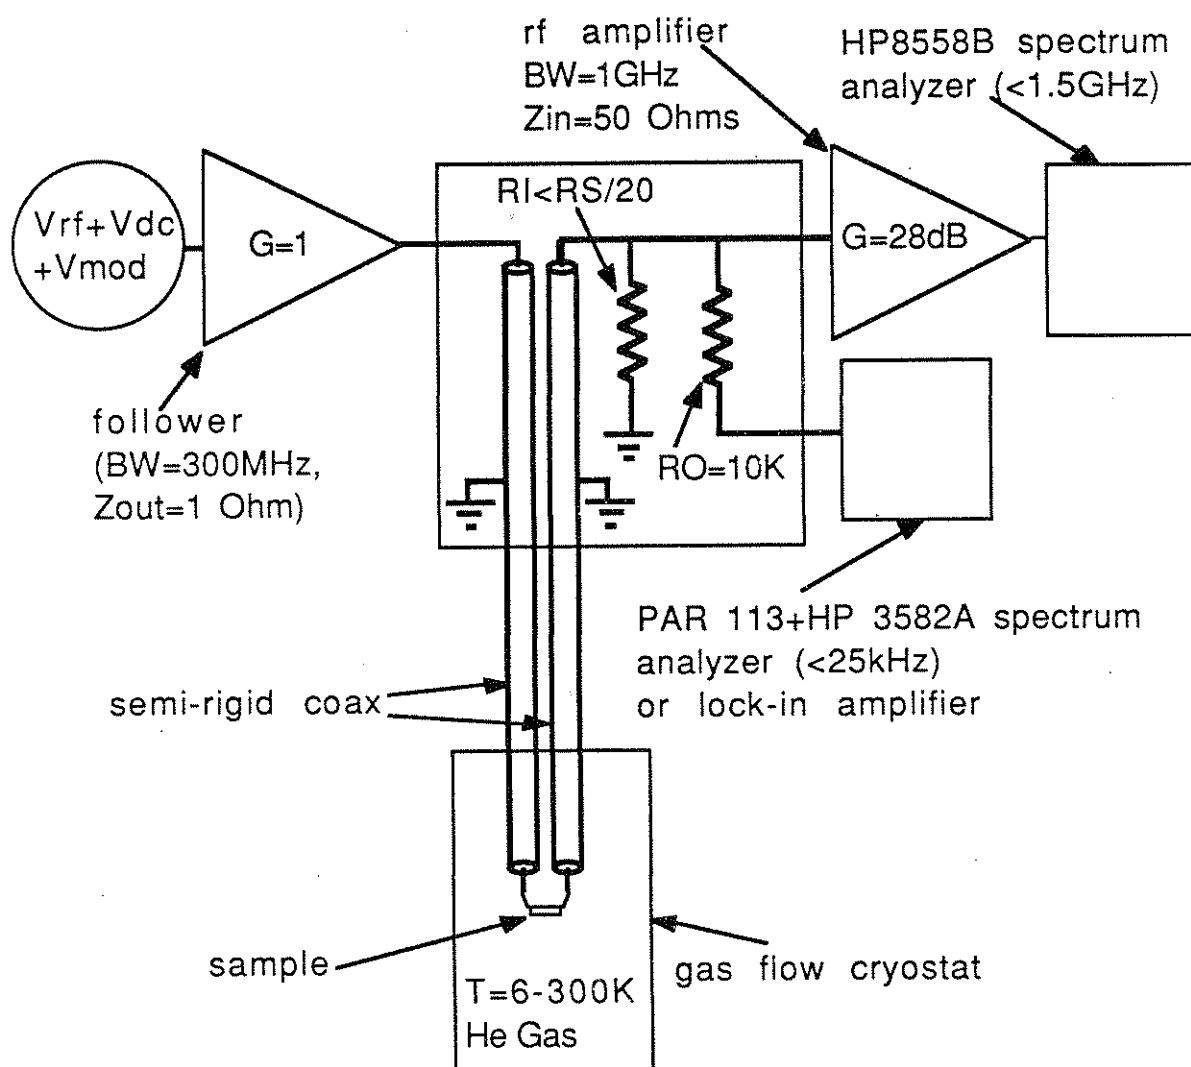 rf amplifier
BW=1GHz
Zin=50 Ohms
HP8558B spectrum
analyzer (<1.5GHz)
Vrf+Vdc
+Vmod
G=1
RI<RS/20
G=28dB
follower
(BW=300MHz,
Zout=1 Ohm)
RO=10K
PAR 113+HP 3582A spectrum
analyzer (<25kHz)
or lock-in amplifier
semi-rigid coax
sample
gas flow cryostat
T=6-300K
He Gas